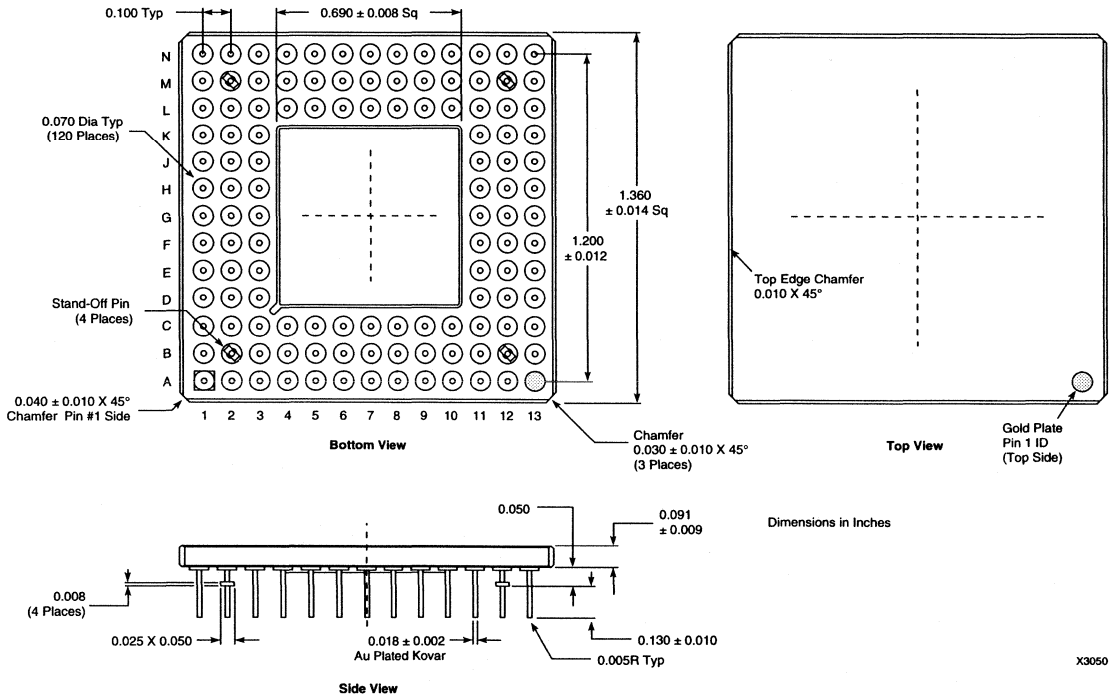 0.100 Typ
0.690 ± 0.008 Sq
N
M
L
K
J
H
G
F
E
D
C
B
A
0.070 Dia Typ
(120 Places)
Stand-Off Pin
(4 Places)
0.040 ± 0.010 X 45°
Chamfer Pin #1 Side
1 2 3 4 5 6 7 8 9 10 11 12 13
Bottom View
1.360
± 0.014 Sq
1.200
± 0.012
Chamfer
0.030 ± 0.010 X 45°
(3 Places)
Top Edge Chamfer
0.010 X 45°
Top View
Gold Plate
Pin 1 ID
(Top Side)
0.050
0.091
± 0.009
Dimensions in Inches
0.008
(4 Places)
0.025 X 0.050
0.018 ± 0.002
Au Plated Kovar
0.130 ± 0.010
0.005R Typ
Side View
X3050